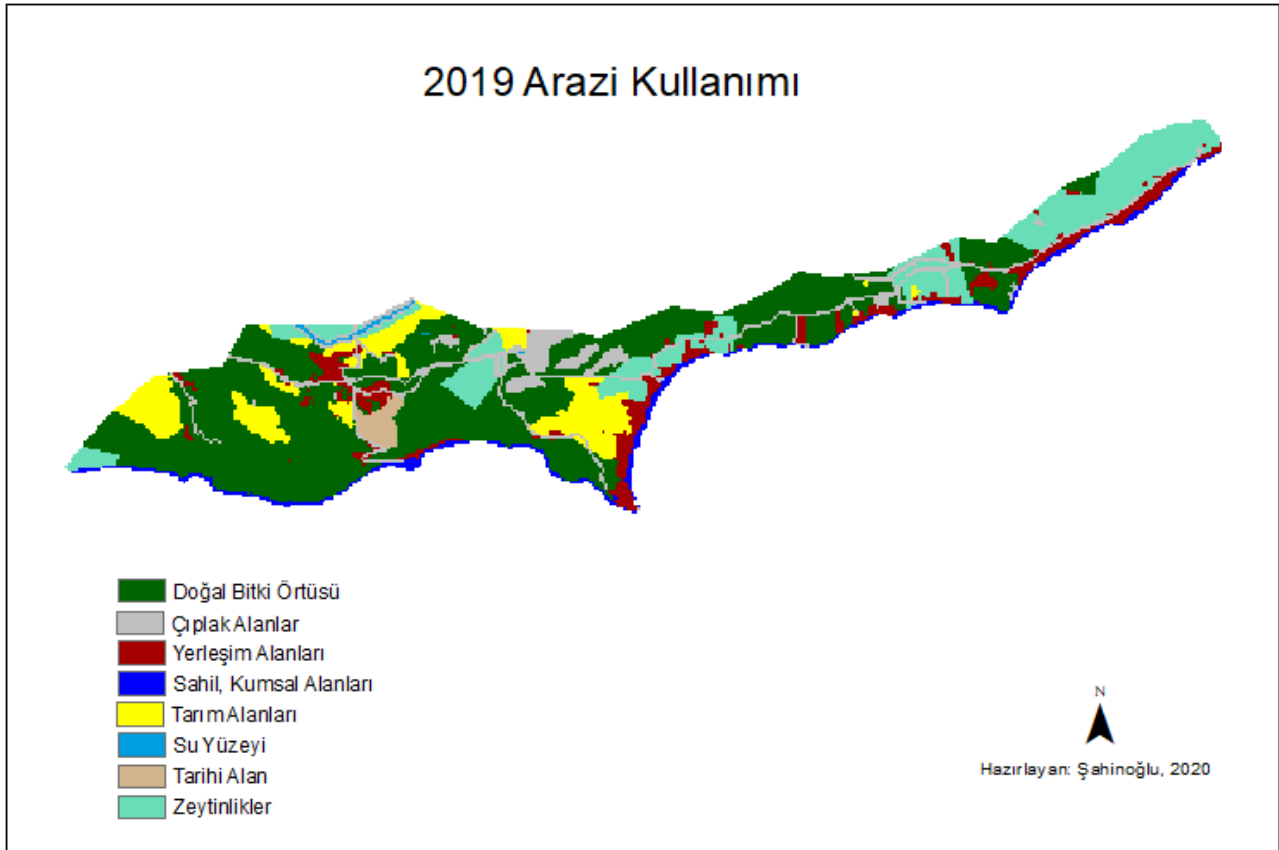 2019 Arazi Kullanımı
Doğal Bitki Örtüsü
Çıplak Alanlar
Yerleşim Alanları
Sahil, Kumsal Alanları
Tarım Alanları
Su Yüzeyi
Tarihi Alan
Zeytinlikler
N
Hazırlayan: Şahinoğlu, 2020